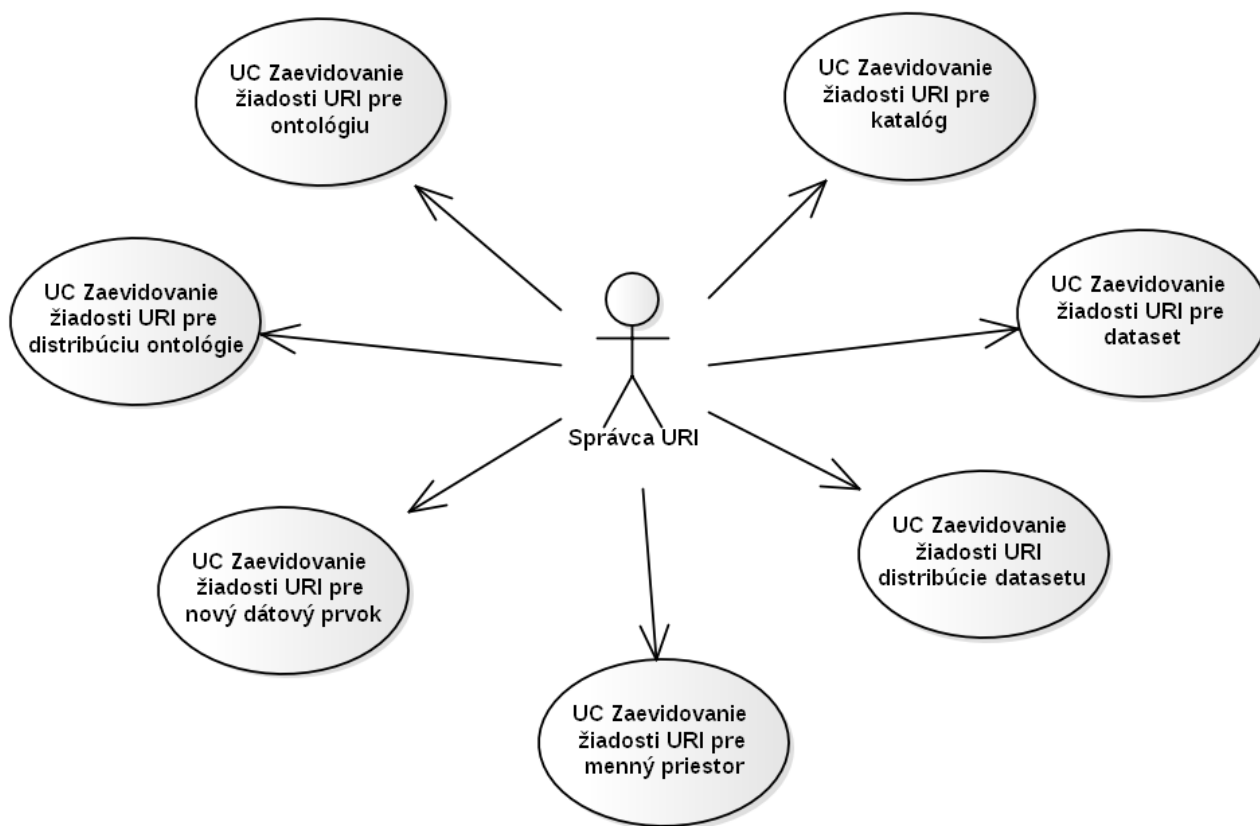 UC Zaevidovanie
žiadosti URI pre
ontológiu
UC Zaevidovanie
žiadosti URI pre
katalóg
UC Zaevidovanie
žiadosti URI pre
distribúciu ontológie
UC Zaevidovanie
žiadosti URI pre
dataset
Správca URI
UC Zaevidovanie
žiadosti URI pre
nový dátový prvok
UC Zaevidovanie
žiadosti URI
distribúcie datasetu
UC Zaevidovanie
žiadosti URI pre
menný priestor